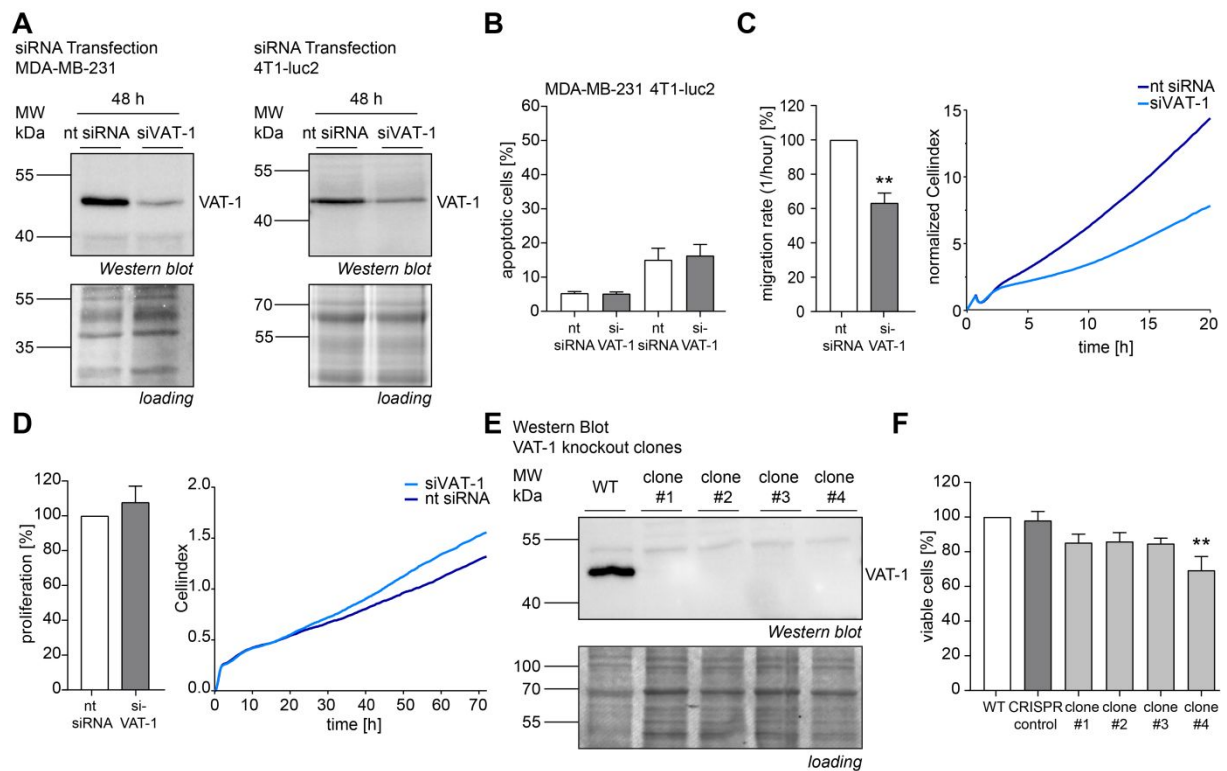 A
siRNA Transfection
MDA-MB-231
48 h
MW
kDa
nt siRNA siVAT-1
55
40
VAT-1
Western blot
55
35
loading
siRNA Transfection
4T1-luc2
48 h
MW
kDa
nt siRNA siVAT-1
55
40
VAT-1
Western blot
70
55
loading
B
MDA-MB-231 4T1-luc2
apoptotic cells [%]
60
50
40
30
20
10
0
nt
siRNA
si-
VAT-1
nt
siRNA
si-
VAT-1
C
migration rate (1/hour) [%]
120
100
80
60
40
20
0
**
nt
siRNA
si-
VAT-1
nt siRNA
siVAT-1
normalized Cellindex
15
10
5
0
0 5 10 15 20
time [h]
D
proliferation [%]
120
100
80
60
40
20
0
nt
siRNA
si-
VAT-1
siVAT-1
nt siRNA
Cellindex
2.0
1.5
1.0
0.5
0.0
0 10 20 30 40 50 60 70
time [h]
E
Western Blot
VAT-1 knockout clones
MW
kDa
WT
clone
#1
clone
#2
clone
#3
clone
#4
55
40
VAT-1
Western blot
100
70
55
loading
F
viable cells [%]
120
100
80
60
40
20
0
**
WT
CRISPR
control
clone
#1
clone
#2
clone
#3
clone
#4